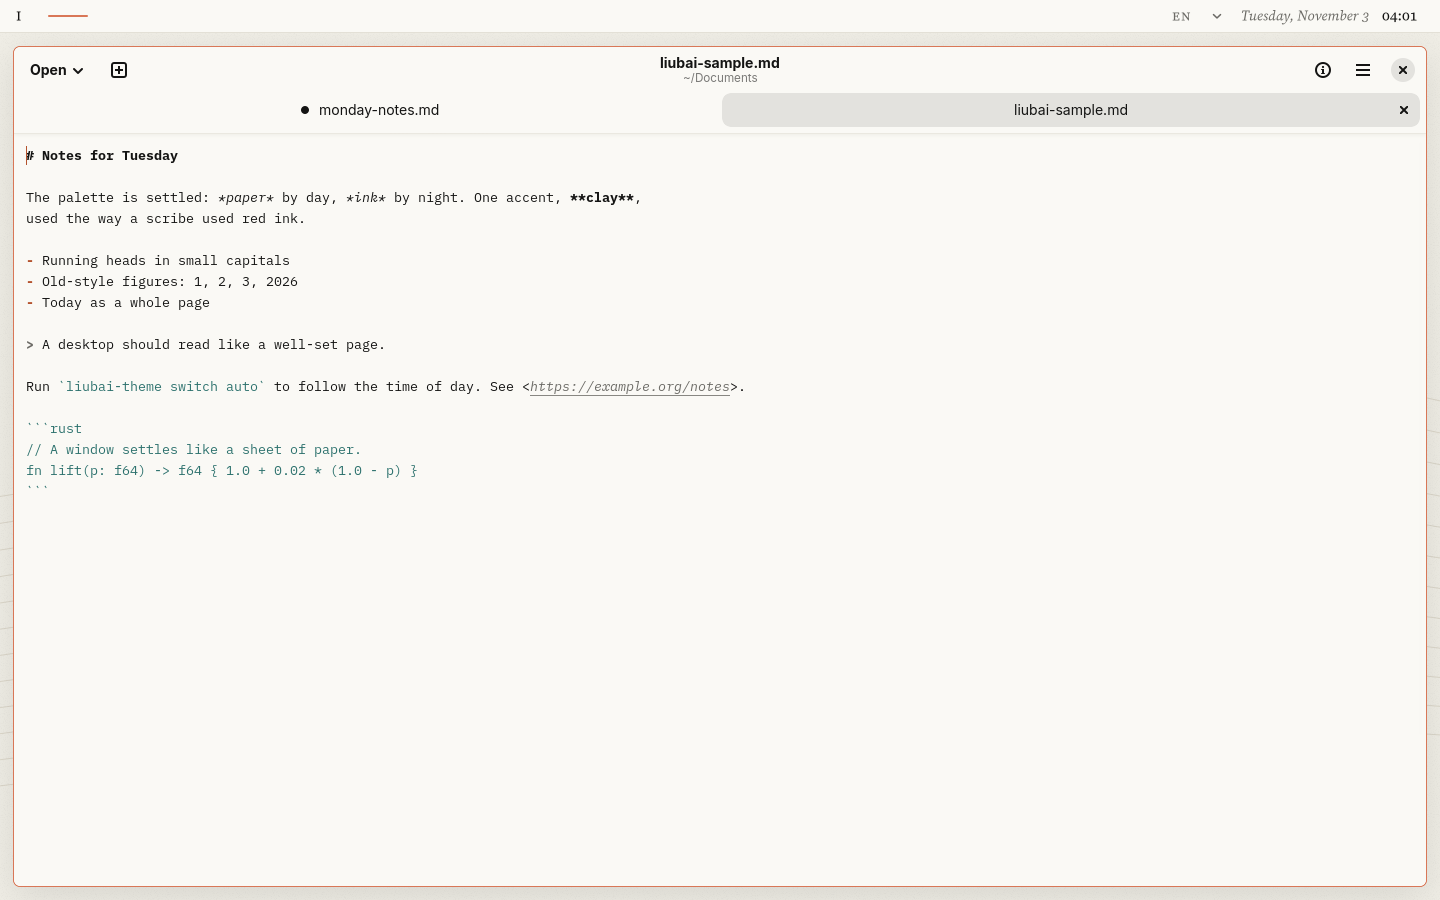 I
EN
Tuesday, November 3 04:01
Open
liubai-sample.md
~/Documents
monday-notes.md
liubai-sample.md
# Notes for Tuesday
The palette is settled: *paper* by day, *ink* by night. One accent, **clay**,
used the way a scribe used red ink.
- Running heads in small capitals
- Old-style figures: 1, 2, 3, 2026
- Today as a whole page
> A desktop should read like a well-set page.
Run `liubai-theme switch auto` to follow the time of day. See <https://example.org/notes>.
```rust
// A window settles like a sheet of paper.
fn lift(p: f64) -> f64 { 1.0 + 0.02 * (1.0 - p) }
```